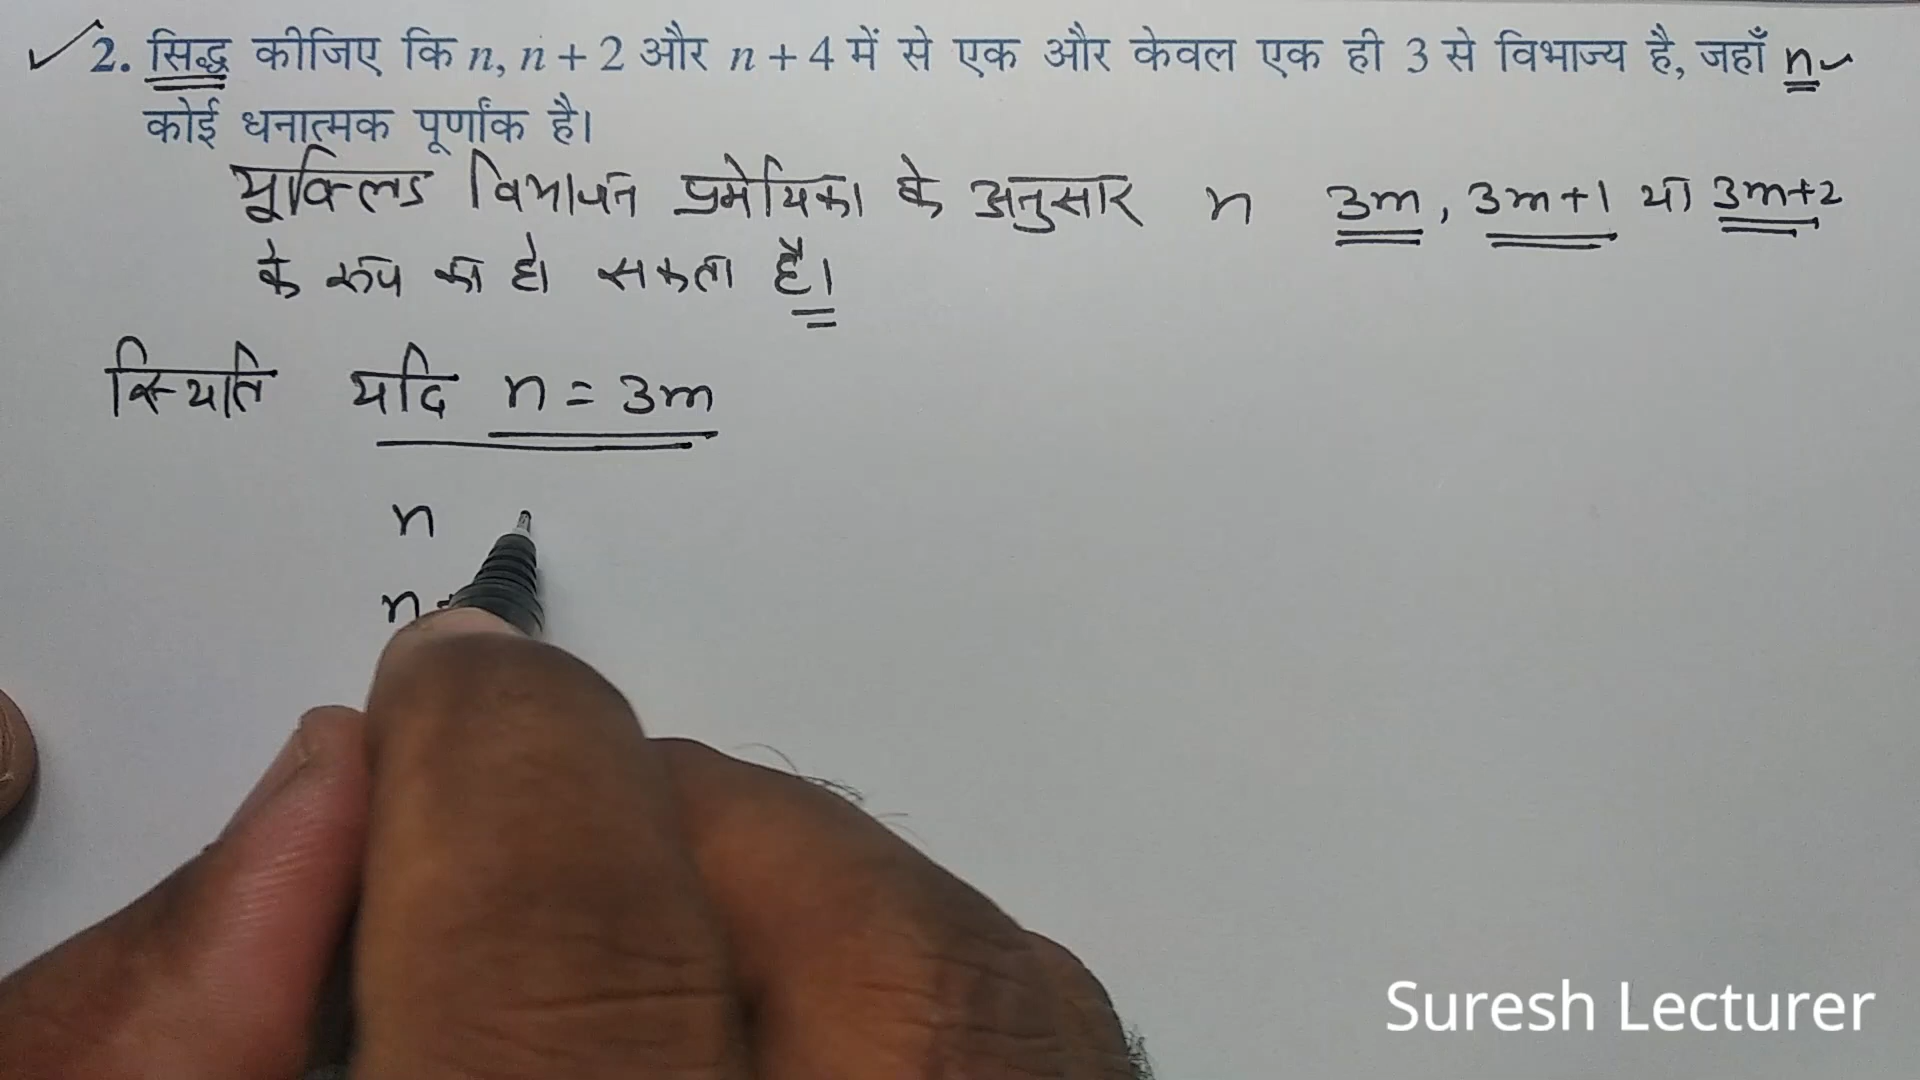 2. सिद्ध कीजिए कि n, n + 2 और n + 4 में से एक और केवल एक ही 3 से विभाज्य है, जहाँ n
कोई धनात्मक पूर्णांक है।
यूक्लिड विभाजन प्रमेयिका के अनुसार n 3m, 3m+1 या 3m+2
के रूप का हो सकता है।
स्थिति यदि n = 3m
n
n+
Suresh Lecturer